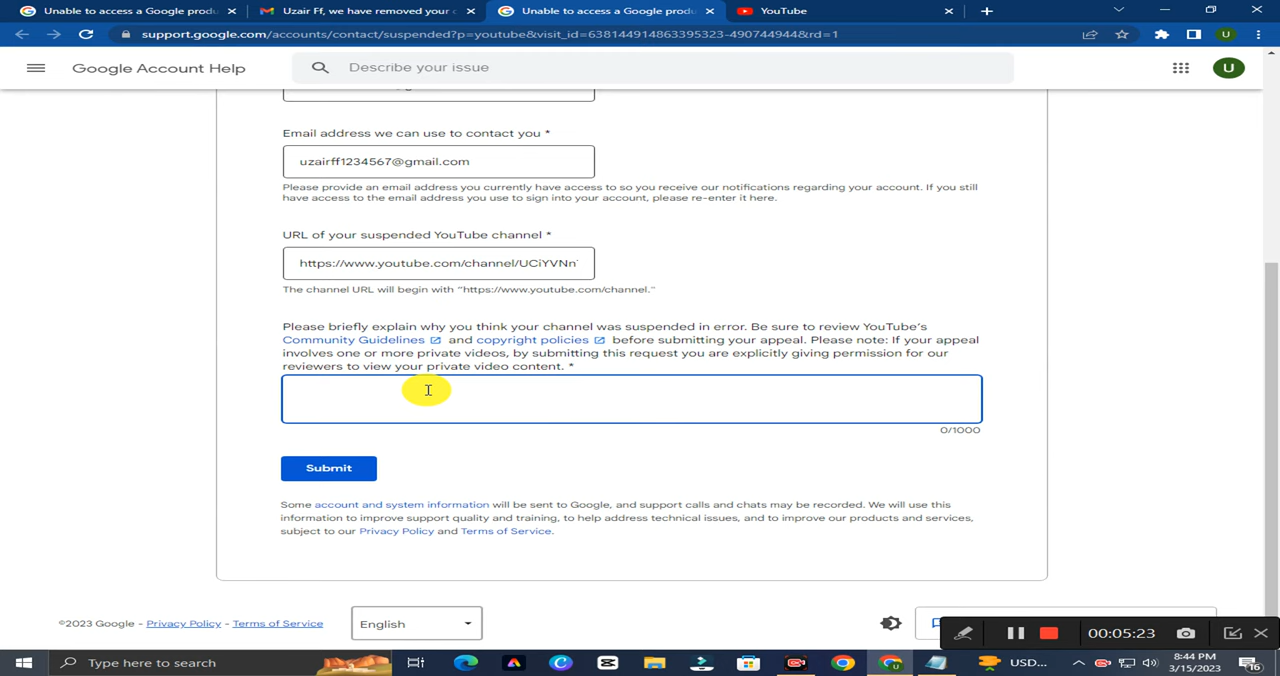 Unable to access a Google produ
Uzair Ff, we have removed your c
Unable to access a Google produ
YouTube
support.google.com/accounts/contact/suspended?p=youtube&visit_id=638144914863395323-490744944&rd=1
U
Google Account Help
Describe your issue
U
Email address we can use to contact you *
uzairff1234567@gmail.com
Please provide an email address you currently have access to so you receive our notifications regarding your account. If you still
have access to the email address you use to sign into your account, please re-enter it here.
URL of your suspended YouTube channel *
https://www.youtube.com/channel/UCiYVNn
The channel URL will begin with "https://www.youtube.com/channel."
Please briefly explain why you think your channel was suspended in error. Be sure to review YouTube's
Community Guidelines and copyright policies before submitting your appeal. Please note: If your appeal
involves one or more private videos, by submitting this request you are explicitly giving permission for our
reviewers to view your private video content. *
0/1000
Submit
Some account and system information will be sent to Google, and support calls and chats may be recorded. We will use this
information to improve support quality and training, to help address technical issues, and to improve our products and services,
subject to our Privacy Policy and Terms of Service.
©2023 Google - Privacy Policy - Terms of Service
English
00:05:23
Type here to search
USD...
8:44 PM
3/15/2023
16